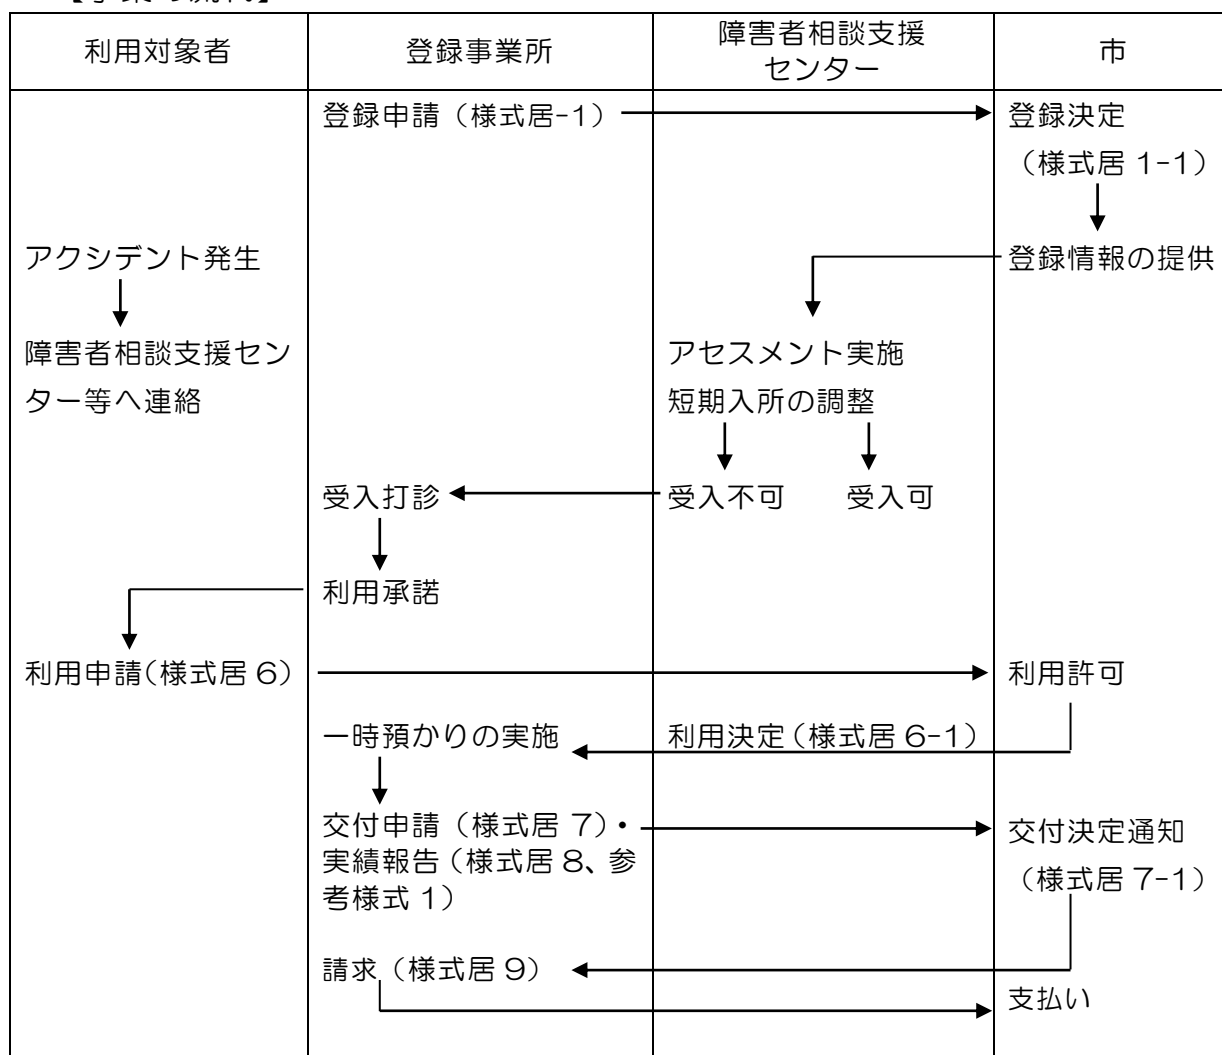 【事業の流れ】
利用対象者
登録事業所
障害者相談支援
センター
市
登録申請（様式居-1）
登録決定
（様式居 1-1）
アクシデント発生
登録情報の提供
障害者相談支援セン
ター等へ連絡
アセスメント実施
短期入所の調整
受入打診
受入不可
受入可
利用承諾
利用申請（様式居 6）
利用許可
一時預かりの実施
利用決定（様式居 6-1）
交付申請（様式居 7）・
実績報告（様式居 8、参
考様式 1）
交付決定通知
（様式居 7-1）
請求（様式居 9）
支払い